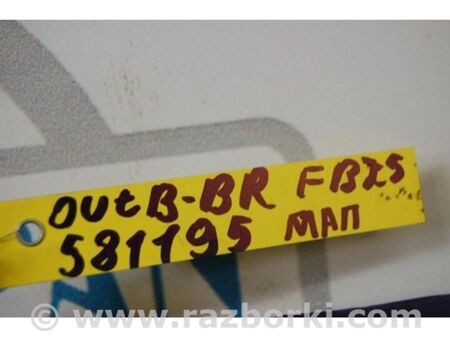 OUtB-BR FB25
581195 МАП
© www.razborki.com